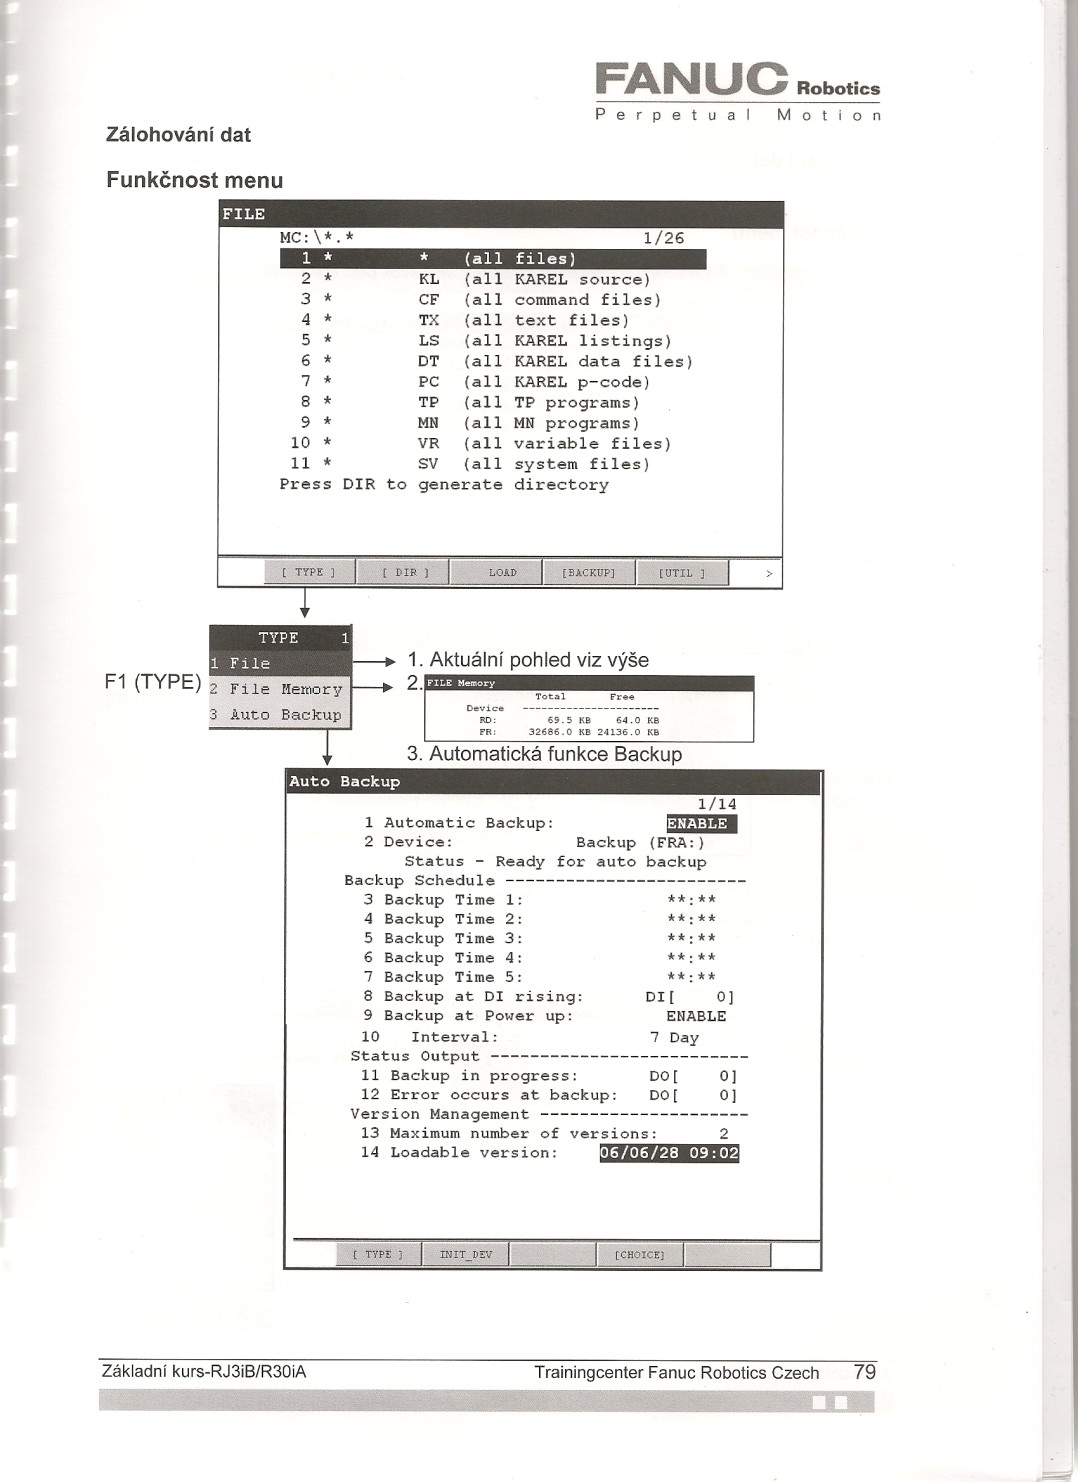 FANUC Robotics
Perpetual Motion
Zálohování dat
Funkčnost menu
FILE
MC:\*.* 1/26
1 * * (all files)
2 * KL (all KAREL source)
3 * CF (all command files)
4 * TX (all text files)
5 * LS (all KAREL listings)
6 * DT (all KAREL data files)
7 * PC (all KAREL p-code)
8 * TP (all TP programs)
9 * MN (all MN programs)
10 * VR (all variable files)
11 * SV (all system files)
Press DIR to generate directory
[ TYPE ] [ DIR ] LOAD [BACKUP] [UTIL ] >
TYPE 1
1 File
2 File Memory
3 Auto Backup
F1 (TYPE)
1. Aktuální pohled viz výše
2.
FILE Memory
Total Free
Device ----------------------
RD: 69.5 KB 64.0 KB
FR: 32686.0 KB 24136.0 KB
3. Automatická funkce Backup
Auto Backup
1/14
1 Automatic Backup: ENABLE
2 Device: Backup (FRA:)
Status - Ready for auto backup
Backup Schedule ------------------------
3 Backup Time 1: **:**
4 Backup Time 2: **:**
5 Backup Time 3: **:**
6 Backup Time 4: **:**
7 Backup Time 5: **:**
8 Backup at DI rising: DI[ 0]
9 Backup at Power up: ENABLE
10 Interval: 7 Day
Status Output --------------------------
11 Backup in progress: DO[ 0]
12 Error occurs at backup: DO[ 0]
Version Management ---------------------
13 Maximum number of versions: 2
14 Loadable version: 06/06/28 09:02
[ TYPE ] INIT_DEV [CHOICE]
Základní kurs-RJ3iB/R30iA Trainingcenter Fanuc Robotics Czech 79